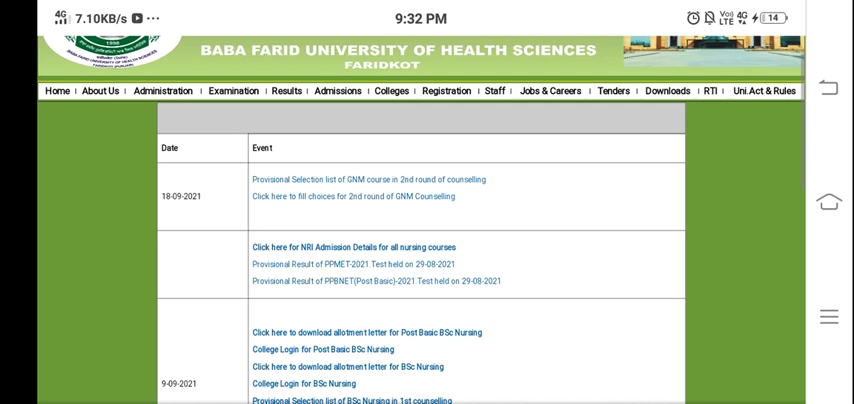 4G 7.10KB/s ··· 9:32 PM Vo) LTE 4G 14
1998
BABA FARID UNIVERSITY OF HEALTH SCIENCES
FARIDKOT
Home | About Us | Administration | Examination | Results | Admissions | Colleges | Registration | Staff | Jobs & Careers | Tenders | Downloads | RTI | Uni.Act & Rules
Date Event
Provisional Selection list of GNM course in 2nd round of counselling
18-09-2021 Click here to fill choices for 2nd round of GNM Counselling
Click here for NRI Admission Details for all nursing courses
Provisional Result of PPMET-2021 Test held on 29-08-2021
Provisional Result of PPBNET(Post Basic)-2021 Test held on 29-08-2021
Click here to download allotment letter for Post Basic BSc Nursing
College Login for Post Basic BSc Nursing
Click here to download allotment letter for BSc Nursing
9-09-2021 College Login for BSc Nursing
Provisional Selection list of BSc Nursing in 1st counselling